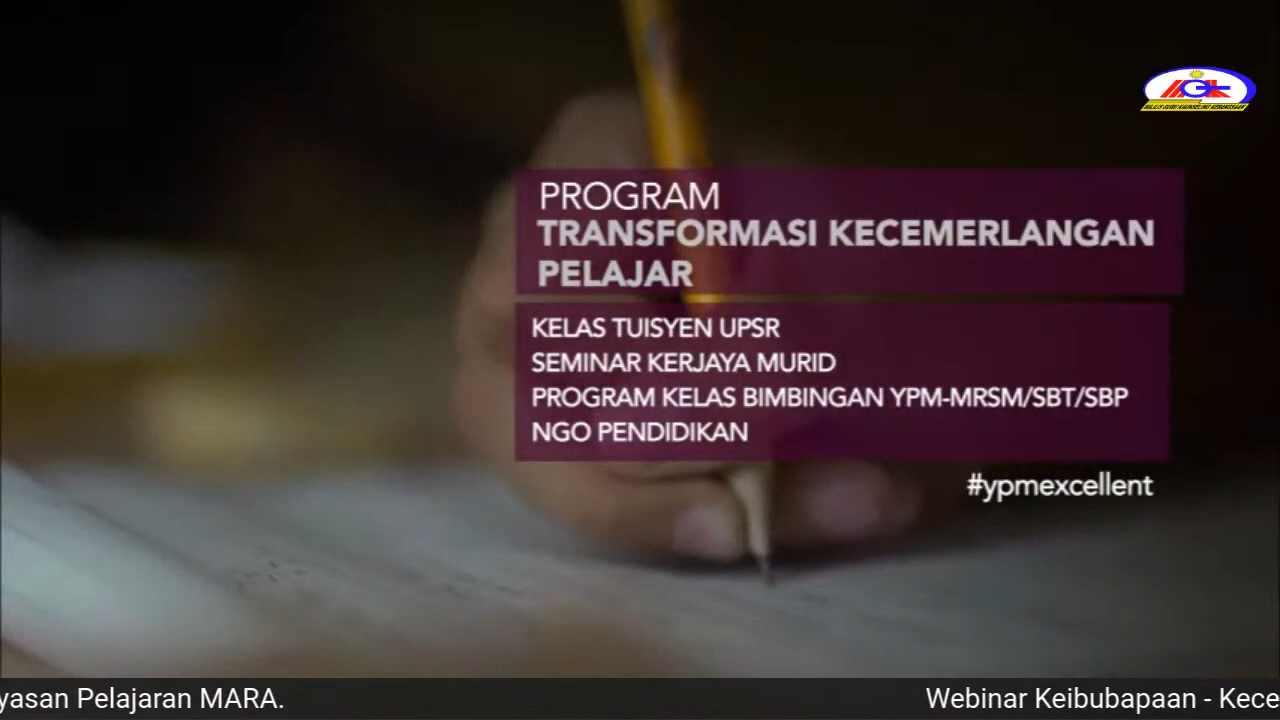 PROGRAM
TRANSFORMASI KECEMERLANGAN
PELAJAR
KELAS TUISYEN UPSR
SEMINAR KERJAYA MURID
PROGRAM KELAS BIMBINGAN YPM-MRSM/SBT/SBP
NGO PENDIDIKAN
#ypmexcellent
yasan Pelajaran MARA.
Webinar Keibubapaan - Kece